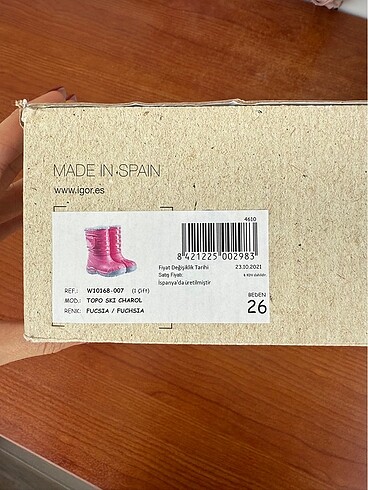 MADE IN SPAIN
www.igor.es
4610
8 421225 002983
Fiyat Değişiklik Tarihi 23.10.2021
Satış Fiyatı:
İspanya'da üretilmiştir
REF.: W10168-007 (1 Çift)
MOD.: TOPO SKI CHAROL
RENK: FUCSIA / FUCHSIA
BEDEN
26